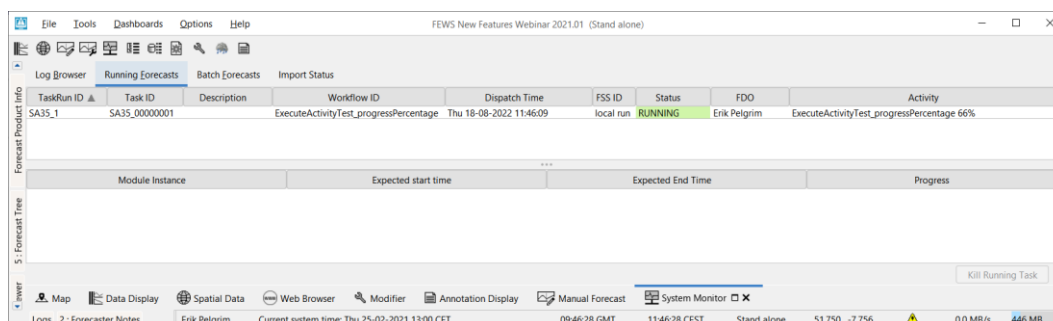 File Tools Dashboards Options Help FEWS New Features Webinar 2021.01 (Stand alone)
Log Browser Running Forecasts Batch Forecasts Import Status
TaskRun ID Task ID Description Workflow ID Dispatch Time FSS ID Status FDO Activity
SA35_1 SA35_00000001 ExecuteActivityTest_progressPercentage Thu 18-08-2022 11:46:09 local run RUNNING Erik Pelgrim ExecuteActivityTest_progressPercentage 66%
Forecast Product Info
Module Instance Expected start time Expected End Time Progress
5 : Forecast Tree
Kill Running Task
Map Data Display Spatial Data Web Browser Modifier Annotation Display Manual Forecast System Monitor
Logs 2 : Forecaster Notes Erik Pelgrim Current system time: Thu 25-02-2021 13:00 CET 09:46:28 GMT 11:46:28 CEST Stand alone 51.750 -7.756 0.0 MB/s 446 MB